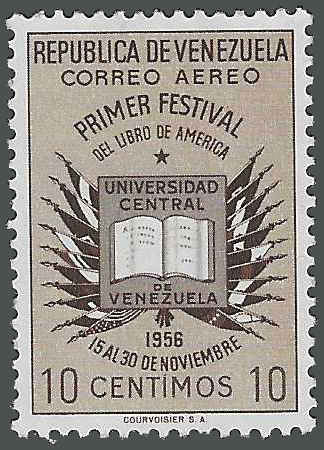 REPUBLICA DE VENEZUELA
CORREO AEREO
PRIMER FESTIVAL
DEL LIBRO DE AMERICA
UNIVERSIDAD
CENTRAL
DE
VENEZUELA
1956
15 AL 30 DE NOVIEMBRE
10 CENTIMOS 10
COURVOISIER S.A.